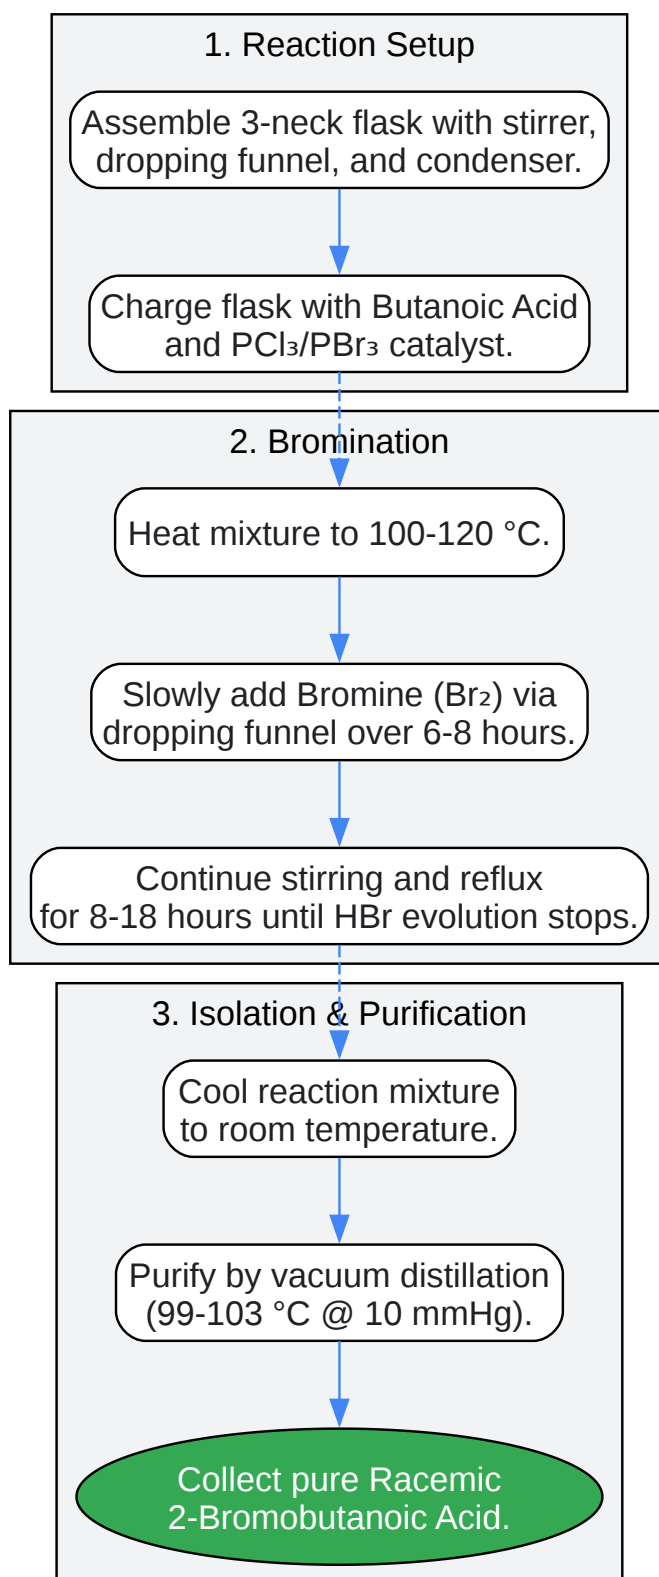 1. Reaction Setup
Assemble 3-neck flask with stirrer,
dropping funnel, and condenser.
Charge flask with Butanoic Acid
and PCl₃/PBr₃ catalyst.
2. Bromination
Heat mixture to 100-120 °C.
Slowly add Bromine (Br₂) via
dropping funnel over 6-8 hours.
Continue stirring and reflux
for 8-18 hours until HBr evolution stops.
3. Isolation & Purification
Cool reaction mixture
to room temperature.
Purify by vacuum distillation
(99-103 °C @ 10 mmHg).
Collect pure Racemic
2-Bromobutanoic Acid.